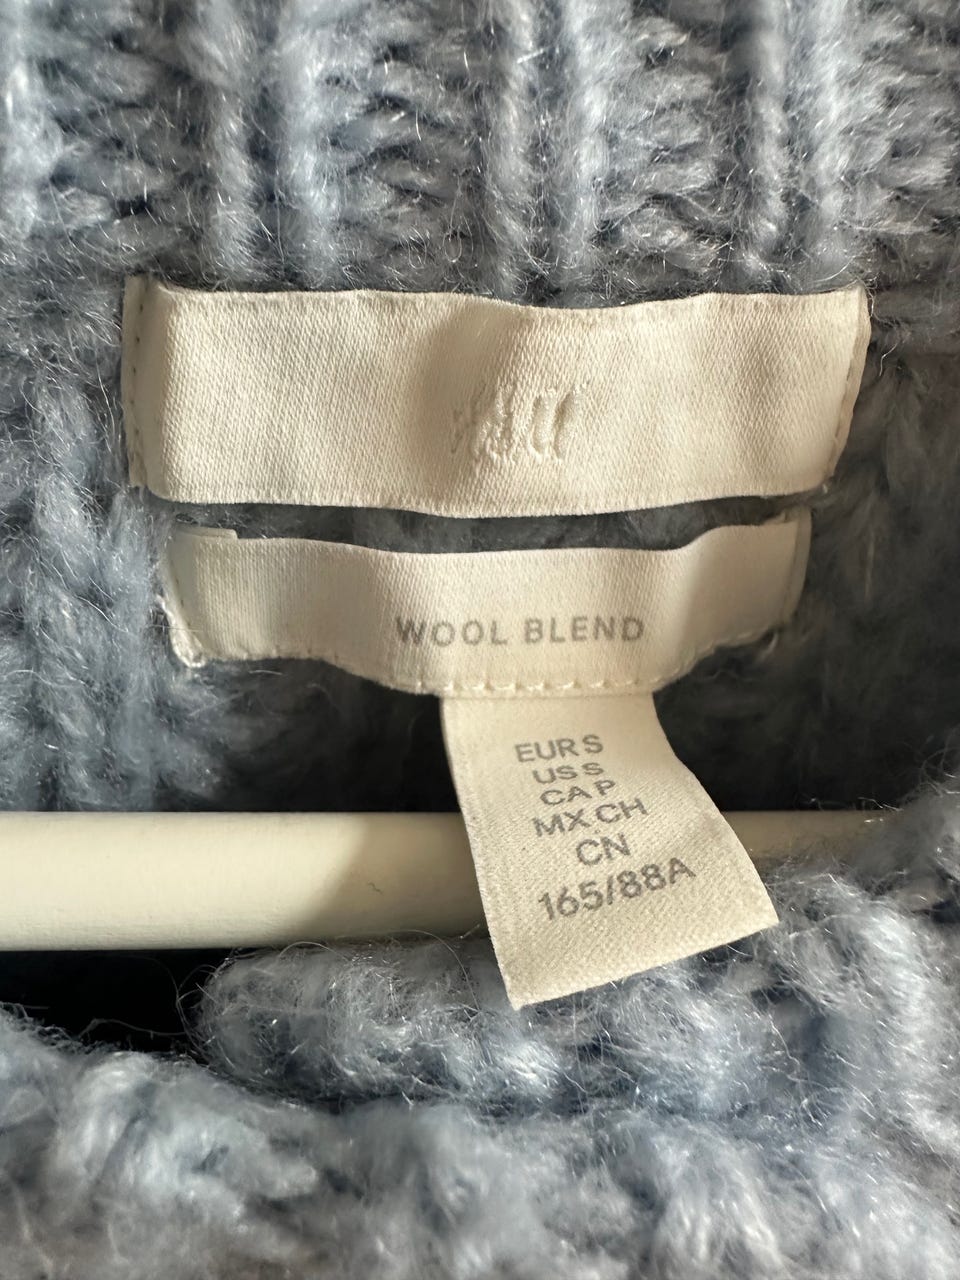 H&M
WOOL BLEND
EUR S
US S
CA P
MX CH
CN
165/88A